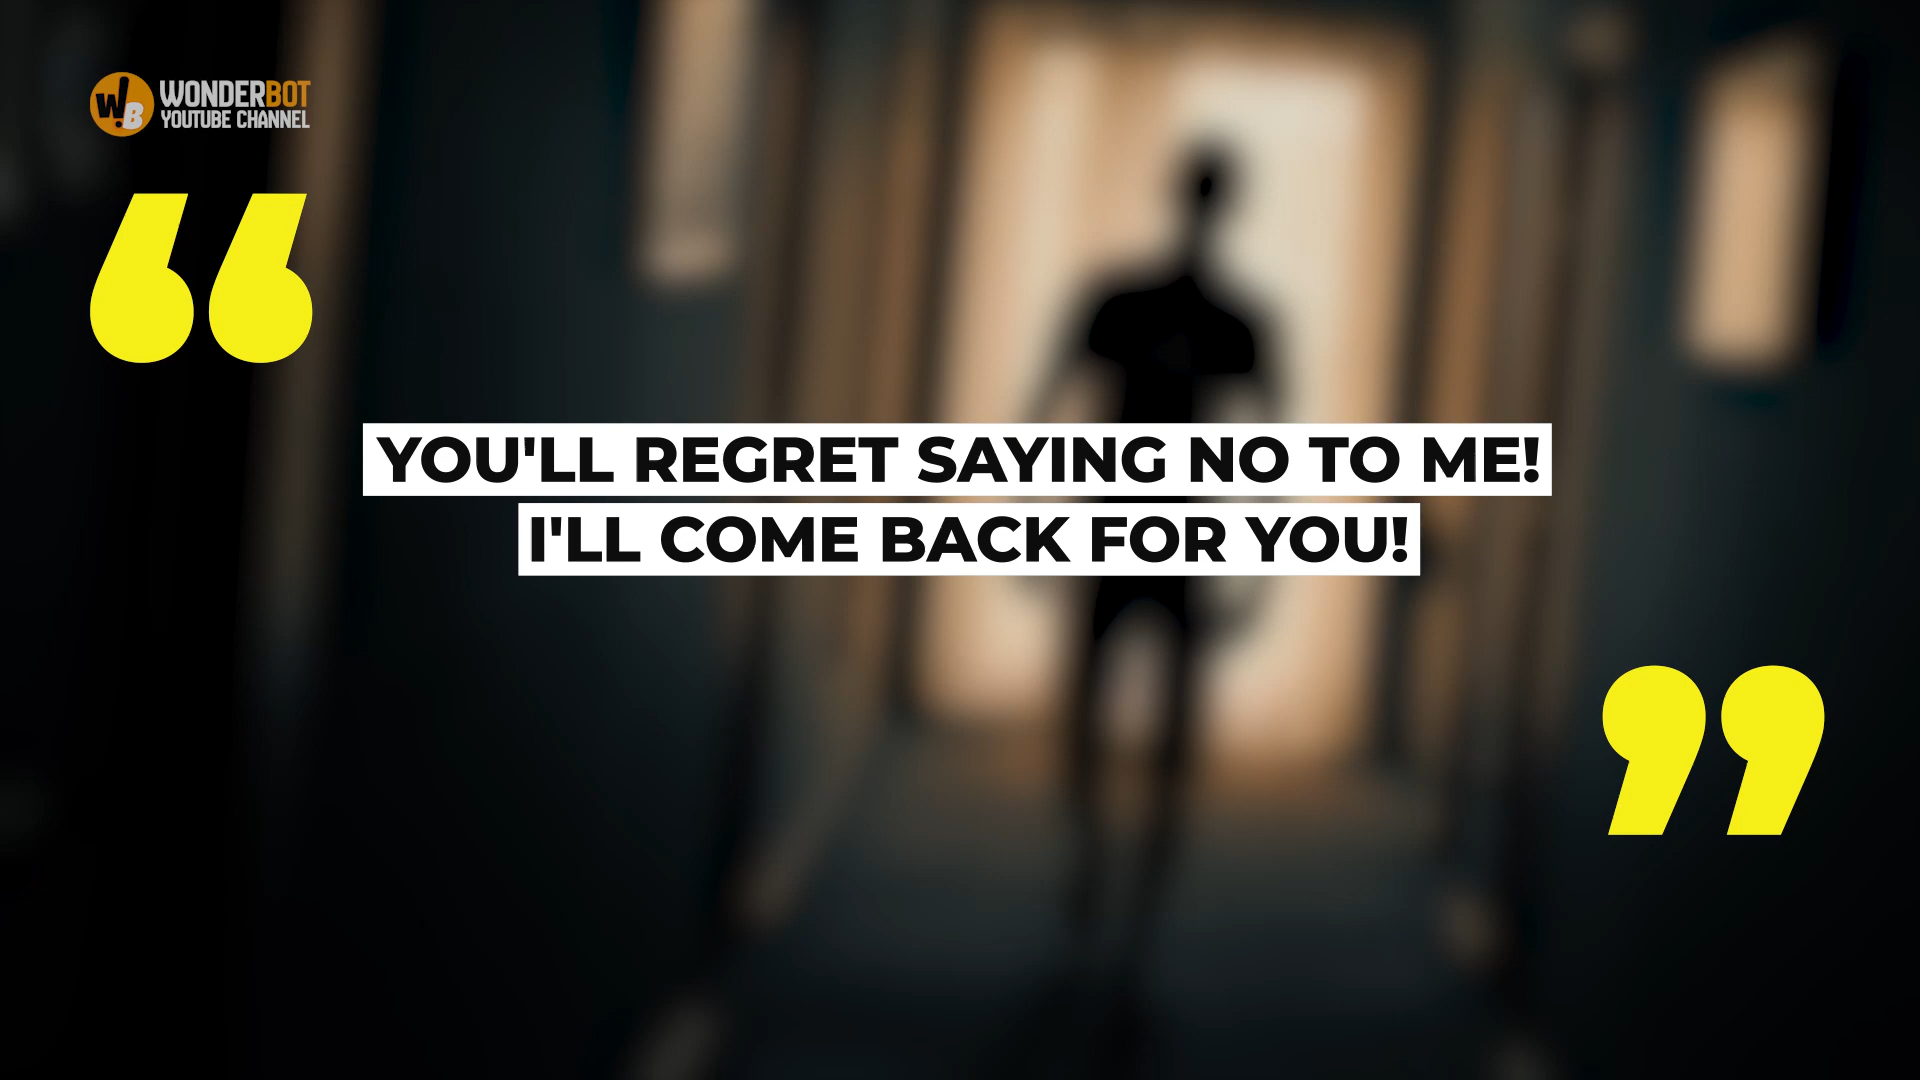 WONDERBOT
YOUTUBE CHANNEL
“
YOU'LL REGRET SAYING NO TO ME!
I'LL COME BACK FOR YOU!
”